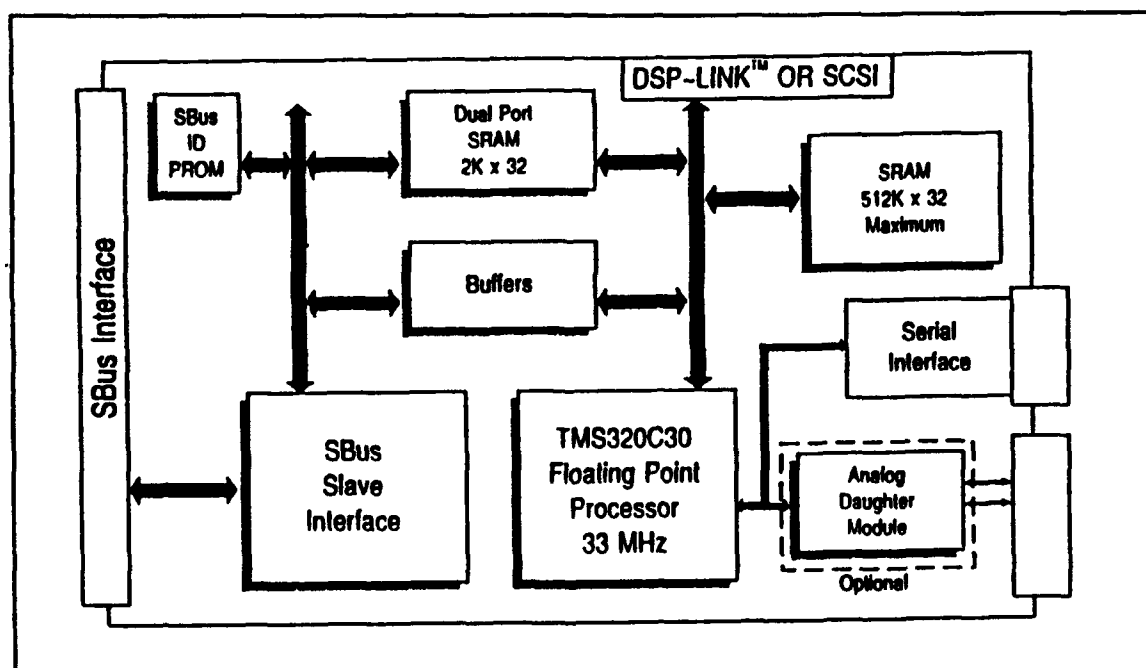 DSP~LINK™ OR SCSI
SBus
ID
PROM
Dual Port
SRAM
2K x 32
SRAM
512K x 32
Maximum
SBus Interface
Buffers
Serial
Interface
SBus
Slave
Interface
TMS320C30
Floating Point
Processor
33 MHz
Analog
Daughter
Module
Optional